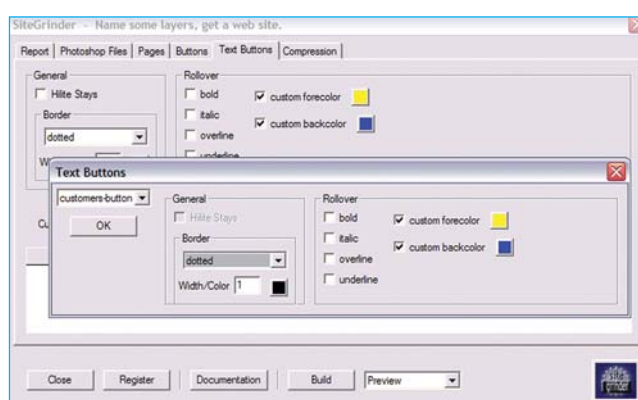 SiteGrinder - Name some layers, get a web site.
Report Photoshop Files Pages Buttons Text Buttons Compression
General
Hilite Stays
Border
dotted
Rollover
bold
italic
overline
underline
custom forecolor
custom backcolor
Text Buttons
customers-button
OK
General
Hilite Stays
Border
dotted
Width/Color 1
Rollover
bold
italic
overline
underline
custom forecolor
custom backcolor
Close Register Documentation Build Preview